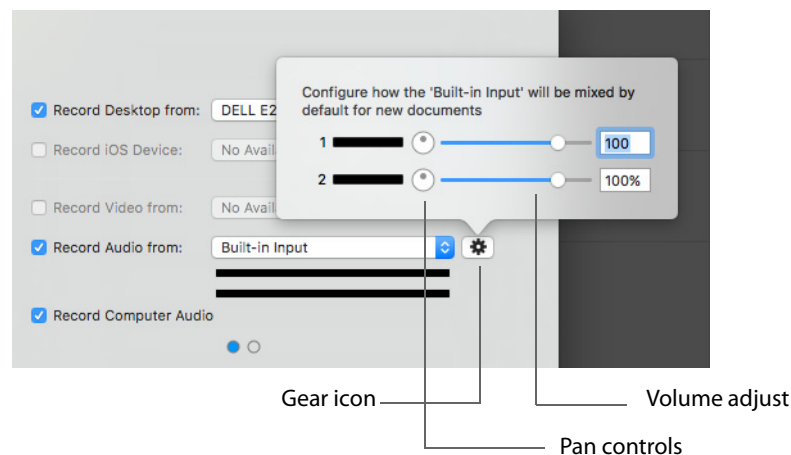 Configure how the 'Built-in Input' will be mixed by
default for new documents
1 100
2 100%
Record Desktop from: DELL E2
Record iOS Device: No Avail
Record Video from: No Avail
Record Audio from: Built-in Input
Record Computer Audio
Gear icon
Volume adjust
Pan controls